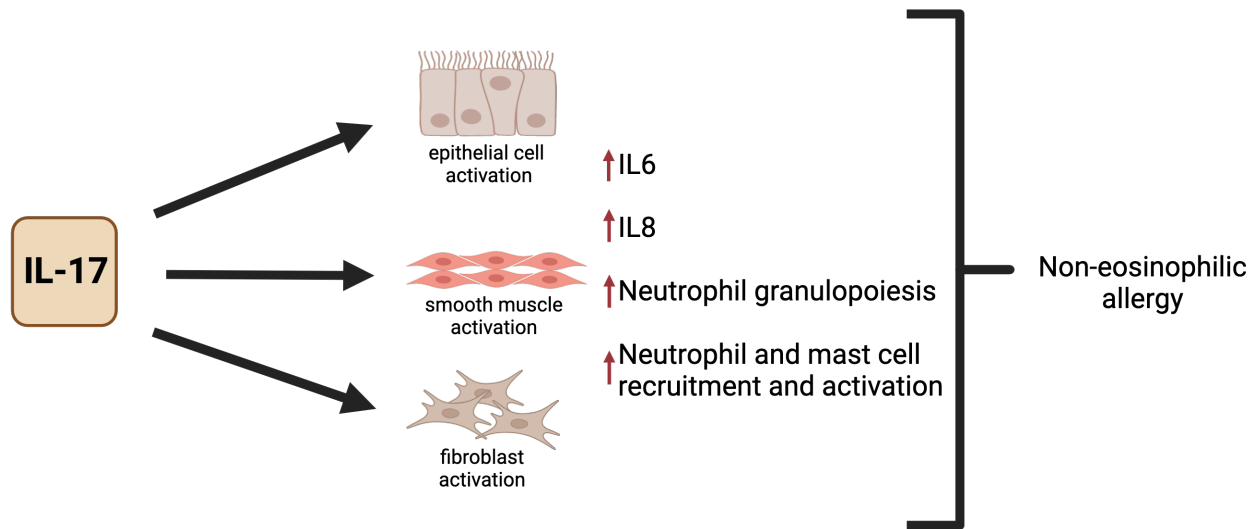 IL-17
epithelial cell
activation
smooth muscle
activation
fibroblast
activation
IL6
IL8
Neutrophil granulopoiesis
Neutrophil and mast cell
recruitment and activation
Non-eosinophilic
allergy